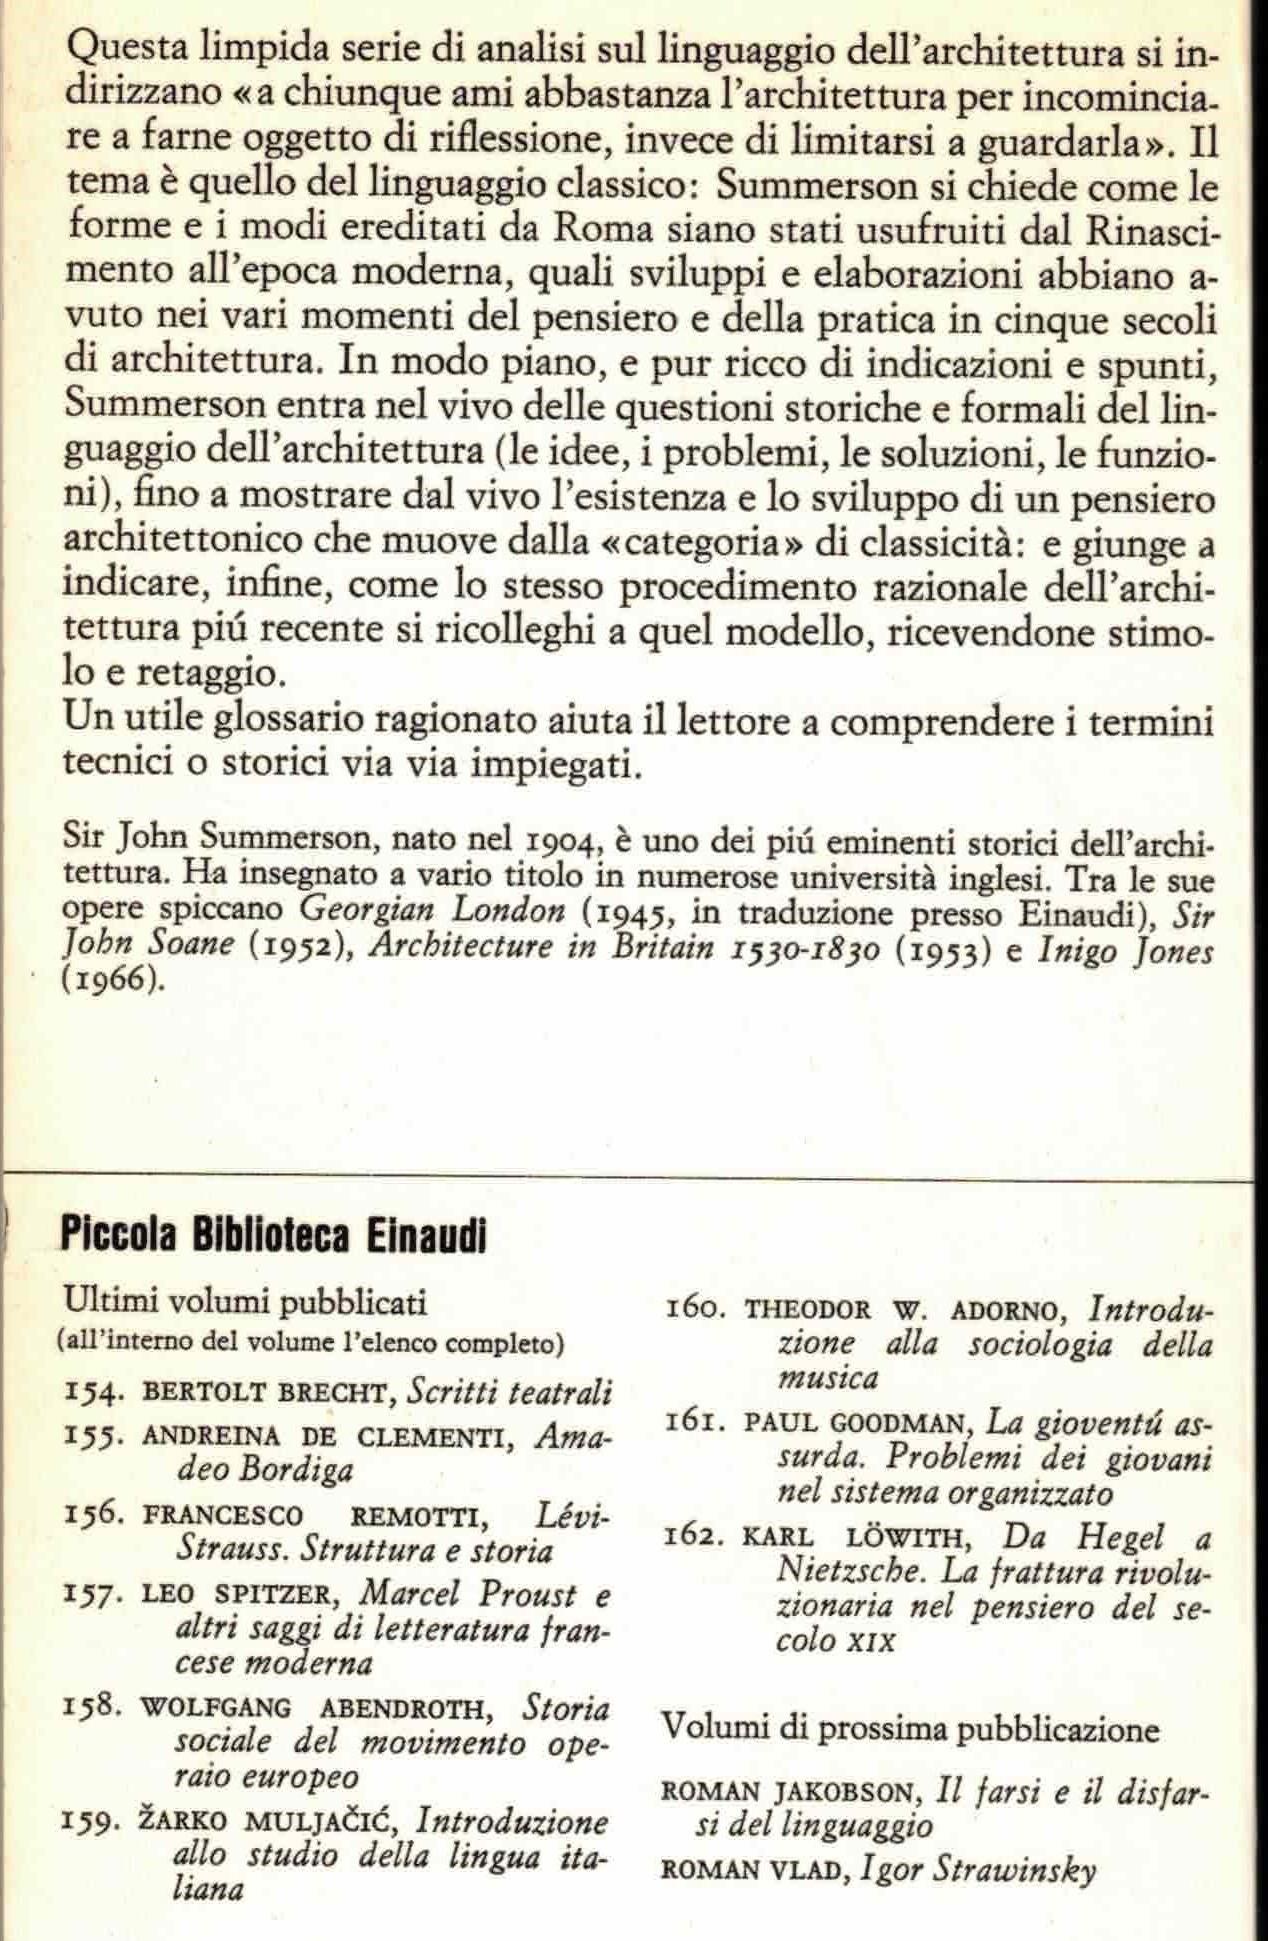 Questa limpida serie di analisi sul linguaggio dell'architettura si in-
dirizzano «a chiunque ami abbastanza l'architettura per incomincia-
re a farne oggetto di riflessione, invece di limitarsi a guardarla». Il
tema è quello del linguaggio classico: Summerson si chiede come le
forme e i modi ereditati da Roma siano stati usufruiti dal Rinasci-
mento all'epoca moderna, quali sviluppi e elaborazioni abbiano a-
vuto nei vari momenti del pensiero e della pratica in cinque secoli
di architettura. In modo piano, e pur ricco di indicazioni e spunti,
Summerson entra nel vivo delle questioni storiche e formali del lin-
guaggio dell'architettura (le idee, i problemi, le soluzioni, le funzio-
ni), fino a mostrare dal vivo l'esistenza e lo sviluppo di un pensiero
architettonico che muove dalla «categoria» di classicità: e giunge a
indicare, infine, come lo stesso procedimento razionale dell'archi-
tettura piú recente si ricolleghi a quel modello, ricevendone stimo-
lo e retaggio.
Un utile glossario ragionato aiuta il lettore a comprendere i termini
tecnici o storici via via impiegati.
Sir John Summerson, nato nel 1904, è uno dei piú eminenti storici dell'archi-
tettura. Ha insegnato a vario titolo in numerose università inglesi. Tra le sue
opere spiccano Georgian London (1945, in traduzione presso Einaudi), Sir
John Soane (1952), Architecture in Britain 1530-1830 (1953) e Inigo Jones
(1966).
Piccola Biblioteca Einaudi
Ultimi volumi pubblicati
(all'interno del volume l'elenco completo)
154. BERTOLT BRECHT, Scritti teatrali
155. ANDREINA DE CLEMENTI, Ama-
deo Bordiga
156. FRANCESCO REMOTTI, Lévi-
Strauss. Struttura e storia
157. LEO SPITZER, Marcel Proust e
altri saggi di letteratura fran-
cese moderna
158. WOLFGANG ABENDROTH, Storia
sociale del movimento ope-
raio europeo
159. ŽARKO MULJAČIĆ, Introduzione
allo studio della lingua ita-
liana
160. THEODOR W. ADORNO, Introdu-
zione alla sociologia della
musica
161. PAUL GOODMAN, La gioventú as-
surda. Problemi dei giovani
nel sistema organizzato
162. KARL LÖWITH, Da Hegel a
Nietzsche. La frattura rivolu-
zionaria nel pensiero del se-
colo XIX
Volumi di prossima pubblicazione
ROMAN JAKOBSON, Il farsi e il disfar-
si del linguaggio
ROMAN VLAD, Igor Strawinsky